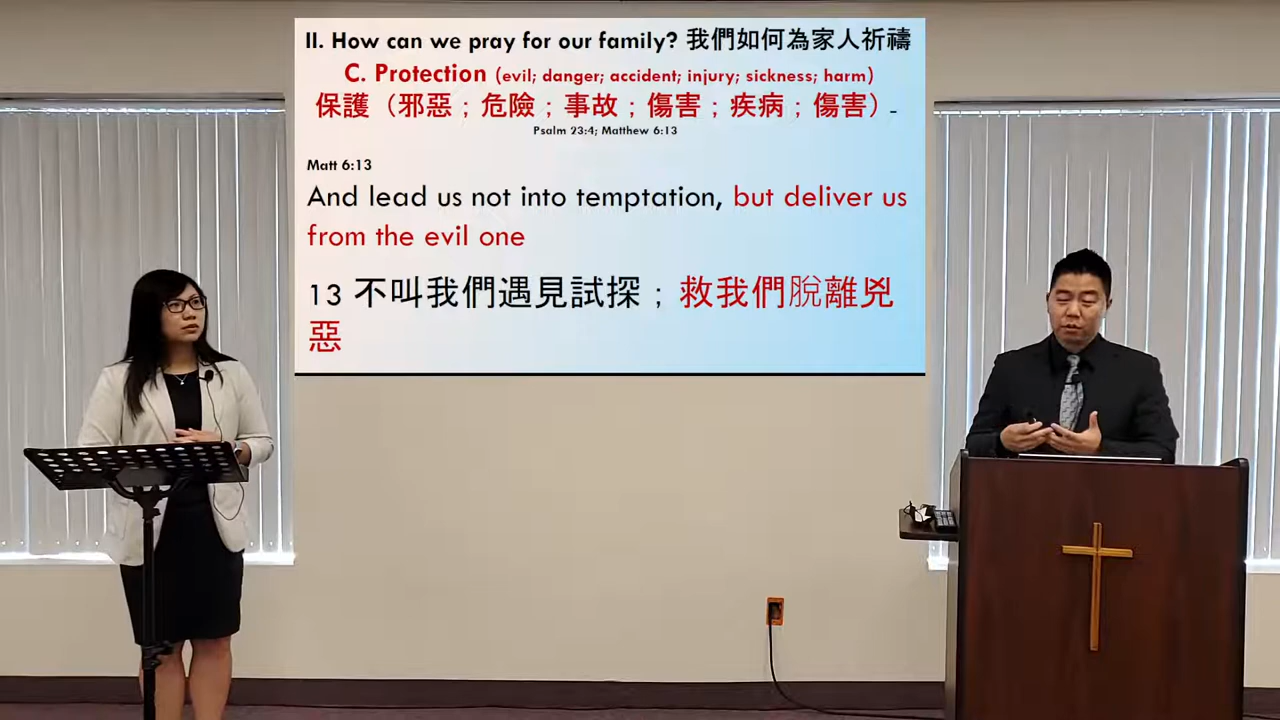 II. How can we pray for our family? 我們如何為家人祈禱
C. Protection (evil; danger; accident; injury; sickness; harm)
保護（邪惡；危險；事故；傷害；疾病；傷害）-
Psalm 23:4; Matthew 6:13
Matt 6:13
And lead us not into temptation, but deliver us
from the evil one
13 不叫我們遇見試探；救我們脫離兇
惡